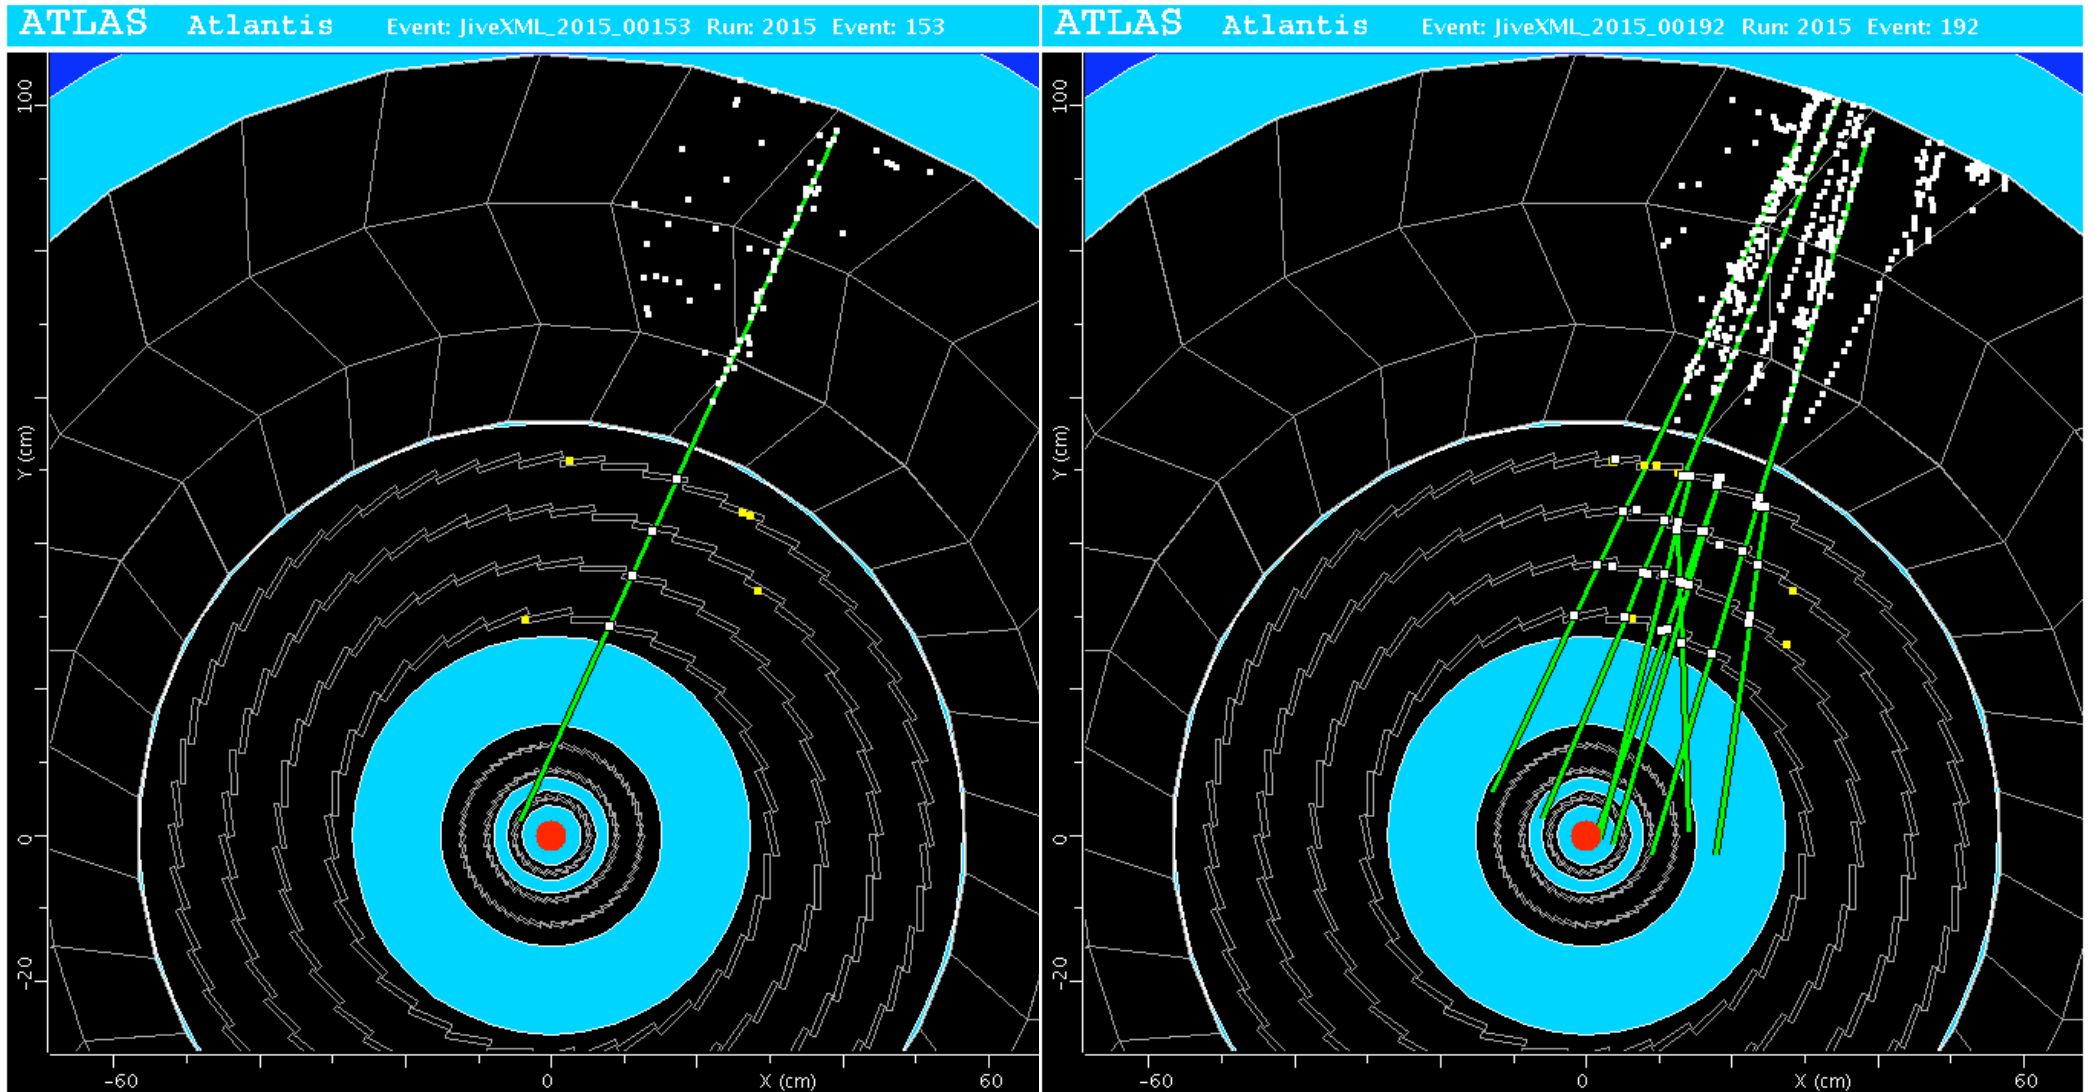 ATLAS Atlantis Event: JiveXML_2015_00153 Run: 2015 Event: 153
100
Y (cm)
0
-20
-60 0 X (cm) 60
ATLAS Atlantis Event: JiveXML_2015_00192 Run: 2015 Event: 192
100
Y (cm)
0
-20
-60 0 X (cm) 60